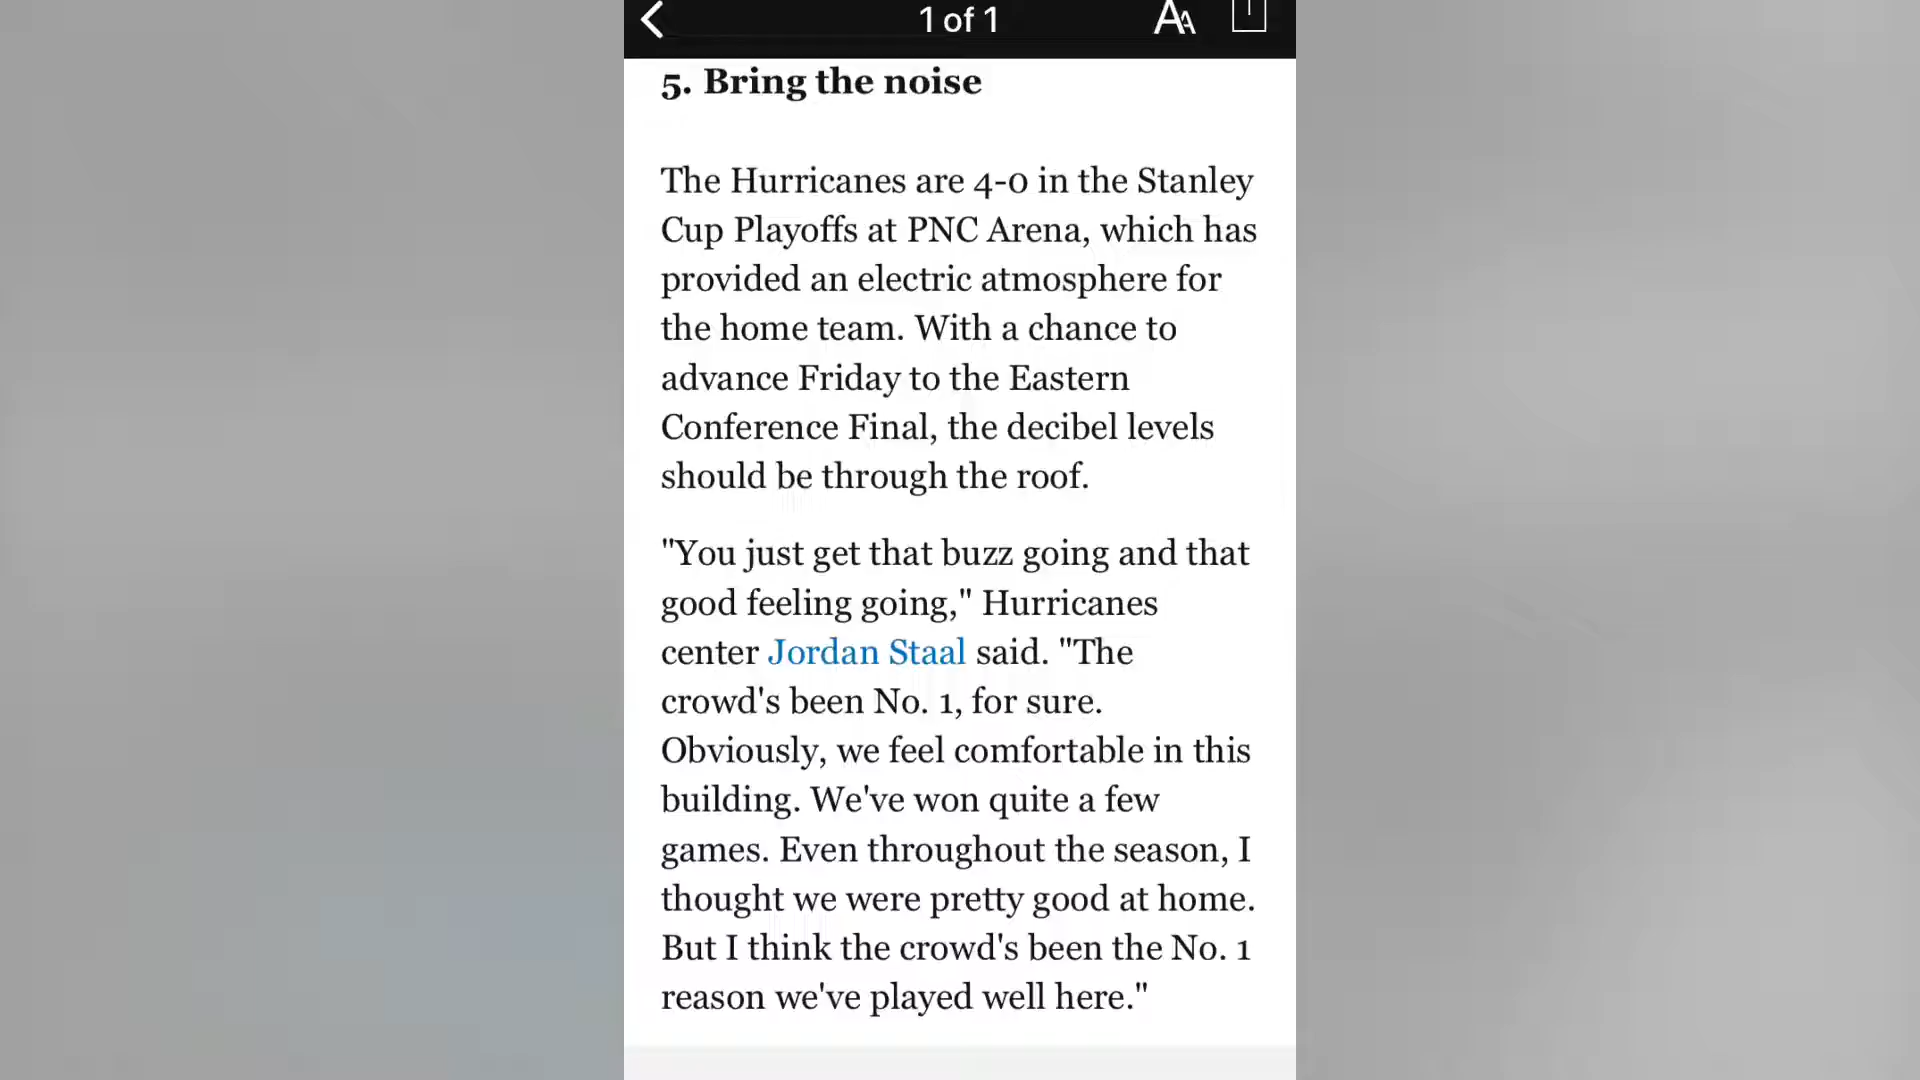 1 of 1
AA
5. Bring the noise
The Hurricanes are 4-0 in the Stanley
Cup Playoffs at PNC Arena, which has
provided an electric atmosphere for
the home team. With a chance to
advance Friday to the Eastern
Conference Final, the decibel levels
should be through the roof.
"You just get that buzz going and that
good feeling going," Hurricanes
center Jordan Staal said. "The
crowd's been No. 1, for sure.
Obviously, we feel comfortable in this
building. We've won quite a few
games. Even throughout the season, I
thought we were pretty good at home.
But I think the crowd's been the No. 1
reason we've played well here."